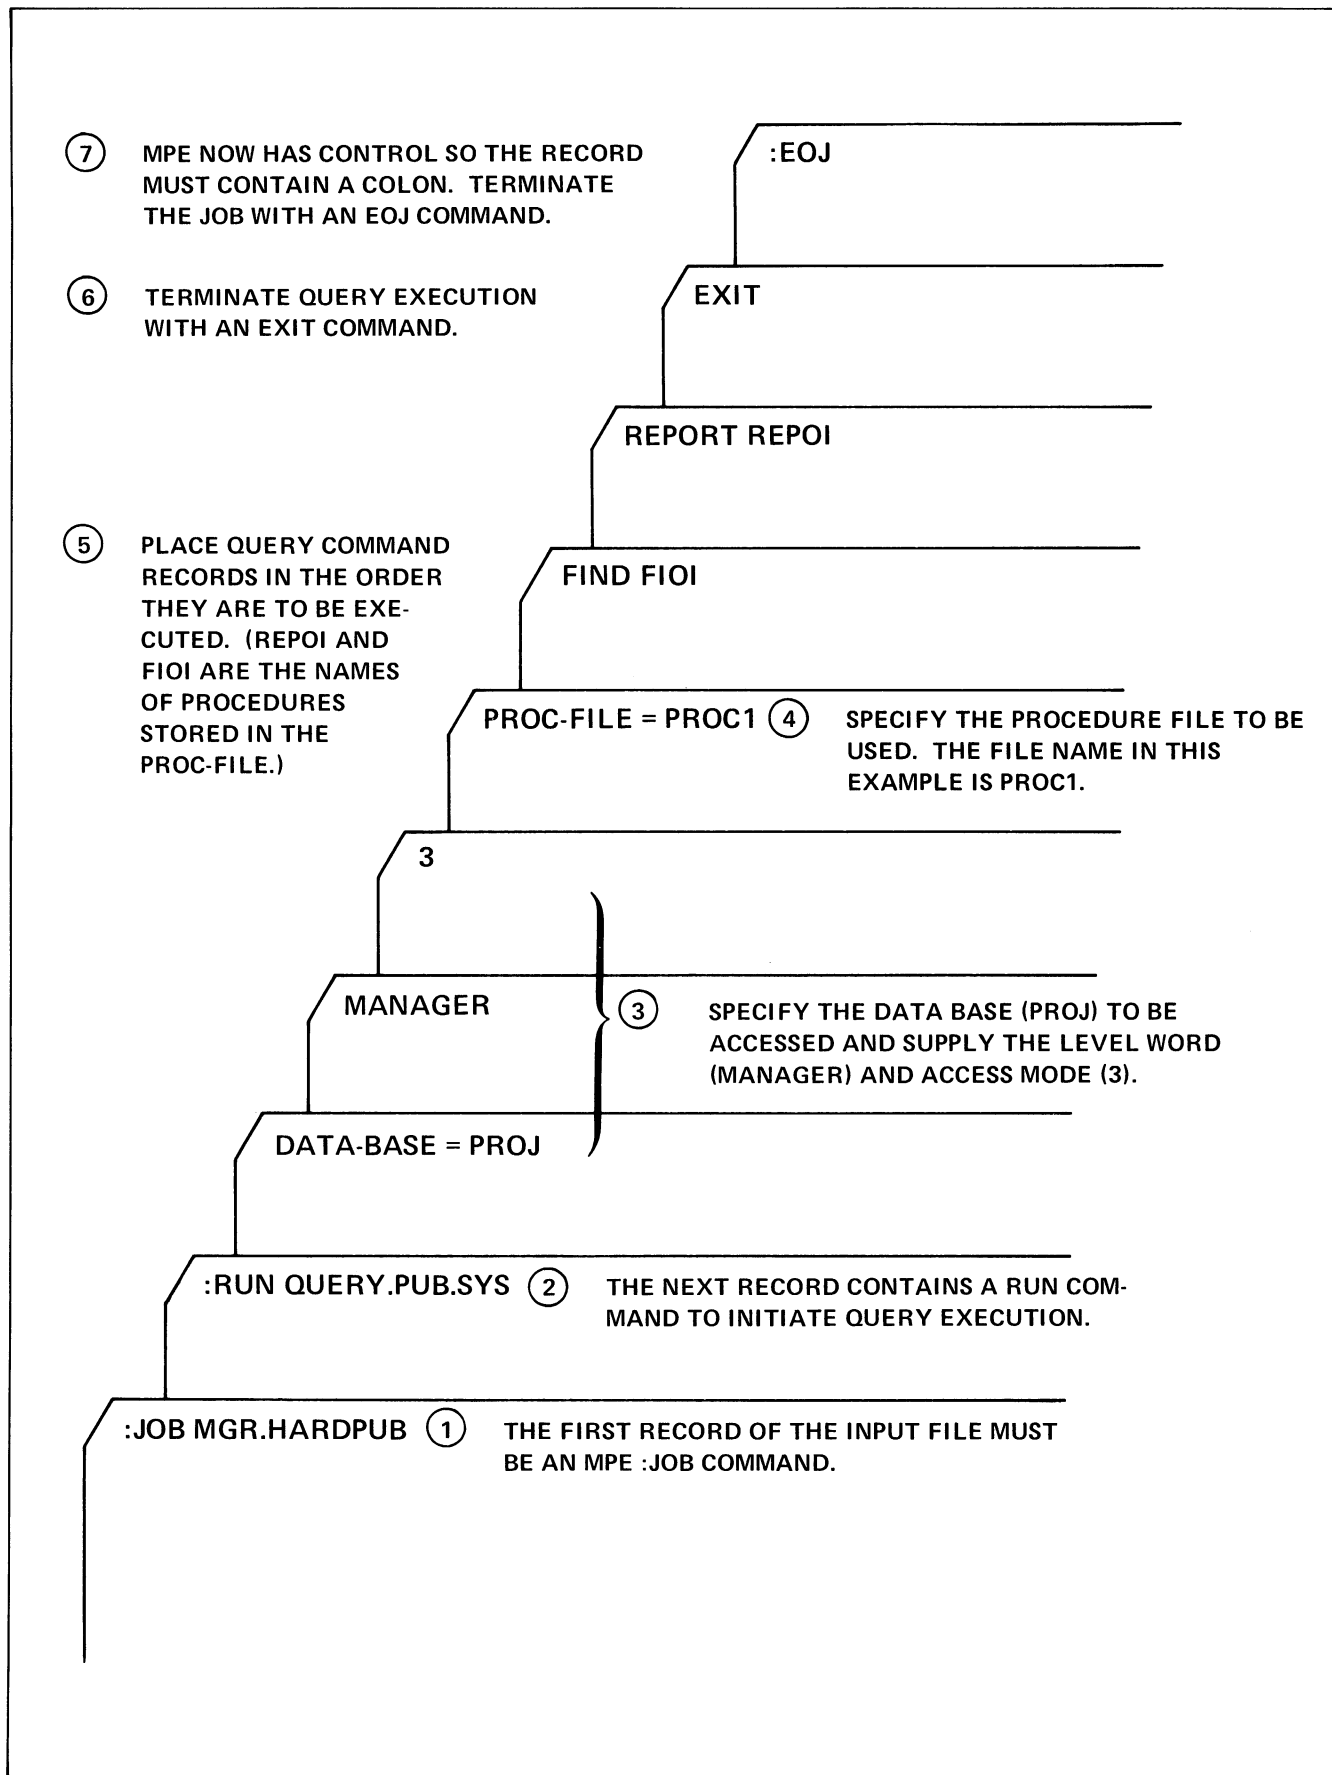 :EOJ
7 MPE NOW HAS CONTROL SO THE RECORD
MUST CONTAIN A COLON. TERMINATE
THE JOB WITH AN EOJ COMMAND.
EXIT
6 TERMINATE QUERY EXECUTION
WITH AN EXIT COMMAND.
REPORT REPOI
5 PLACE QUERY COMMAND
RECORDS IN THE ORDER
THEY ARE TO BE EXE-
CUTED. (REPOI AND
FIOI ARE THE NAMES
OF PROCEDURES
STORED IN THE
PROC-FILE.)
FIND FIOI
PROC-FILE = PROC1 4 SPECIFY THE PROCEDURE FILE TO BE
USED. THE FILE NAME IN THIS
EXAMPLE IS PROC1.
3
MANAGER
3 SPECIFY THE DATA BASE (PROJ) TO BE
ACCESSED AND SUPPLY THE LEVEL WORD
(MANAGER) AND ACCESS MODE (3).
DATA-BASE = PROJ
:RUN QUERY.PUB.SYS 2 THE NEXT RECORD CONTAINS A RUN COM-
MAND TO INITIATE QUERY EXECUTION.
:JOB MGR.HARDPUB 1 THE FIRST RECORD OF THE INPUT FILE MUST
BE AN MPE :JOB COMMAND.